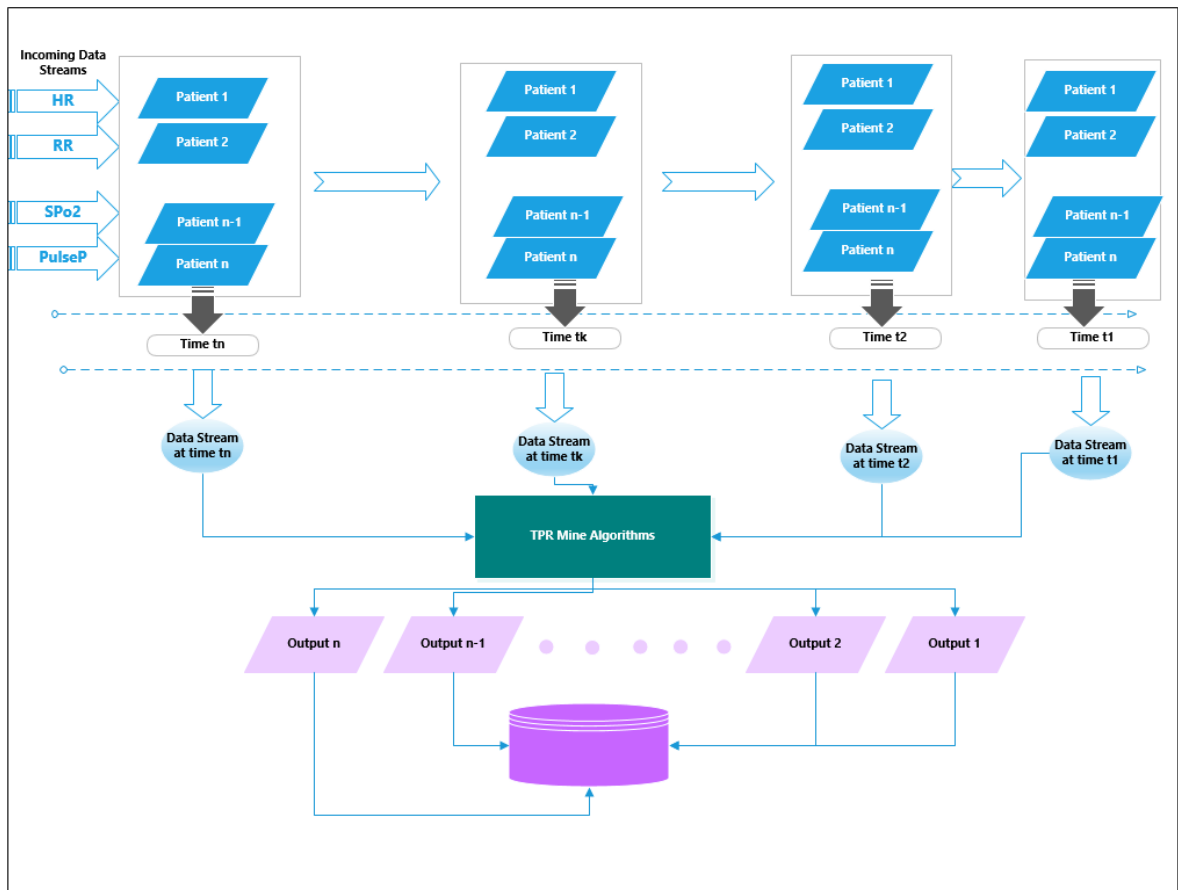 Incoming Data
Streams
HR
RR
SPo2
PulseP
Patient 1
Patient 2
Patient n-1
Patient n
Patient 1
Patient 2
Patient n-1
Patient n
Patient 1
Patient 2
Patient n-1
Patient n
Patient 1
Patient 2
Patient n-1
Patient n
Time tn
Time tk
Time t2
Time t1
Data Stream
at time tn
Data Stream
at time tk
Data Stream
at time t2
Data Stream
at time t1
TPR Mine Algorithms
Output n
Output n-1
Output 2
Output 1